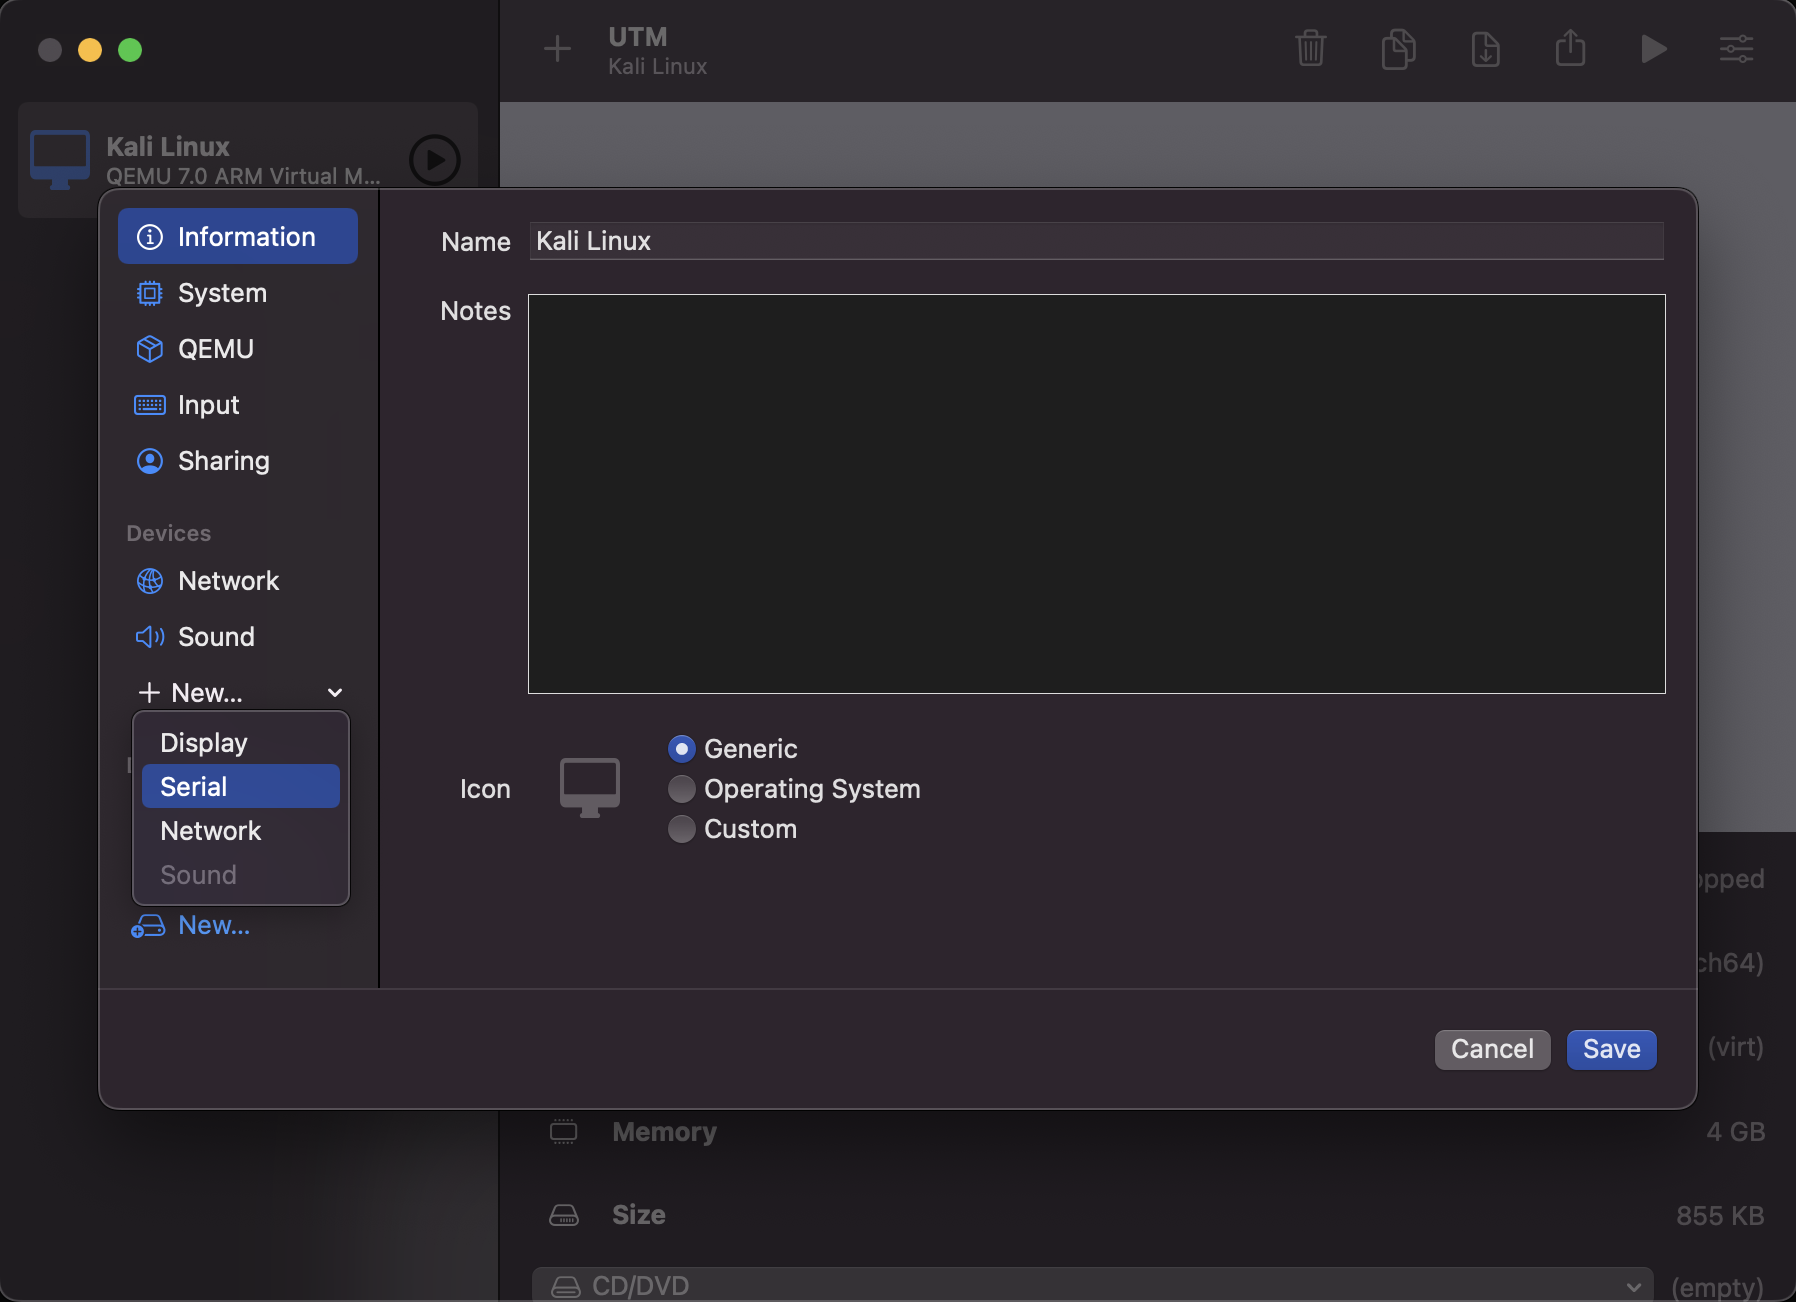 UTM
Kali Linux
Kali Linux
QEMU 7.0 ARM Virtual M...
Information
System
QEMU
Input
Sharing
Devices
Network
Sound
New...
Display
Serial
Network
Sound
New...
Name
Kali Linux
Notes
Icon
Generic
Operating System
Custom
Cancel
Save
(virt)
Memory
4 GB
Size
855 KB
CD/DVD
(empty)